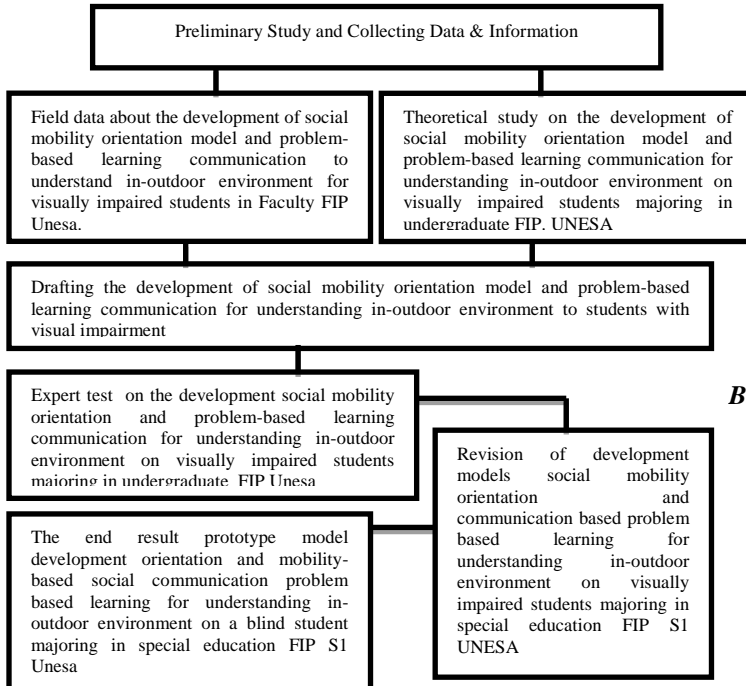 Preliminary Study and Collecting Data & Information
Field data about the development of social
mobility orientation model and problem-
based learning communication to
understand in-outdoor environment for
visually impaired students in Faculty FIP
Unesa.
Theoretical study on the development of
social mobility orientation model and
problem-based learning communication for
understanding in-outdoor environment on
visually impaired students majoring in
undergraduate FIP. UNESA
Drafting the development of social mobility orientation model and problem-based
learning communication for understanding in-outdoor environment to students with
visual impairment
Expert test on the development social mobility
orientation and problem-based learning
communication for understanding in-outdoor
environment on visually impaired students
majoring in undergraduate FIP Unesa
B
Revision of development
models social mobility
orientation and
communication based problem
based learning for
understanding in-outdoor
environment on visually
impaired students majoring in
special education FIP S1
UNESA
The end result prototype model
development orientation and mobility-
based social communication problem
based learning for understanding in-
outdoor environment on a blind student
majoring in special education FIP S1
Unesa